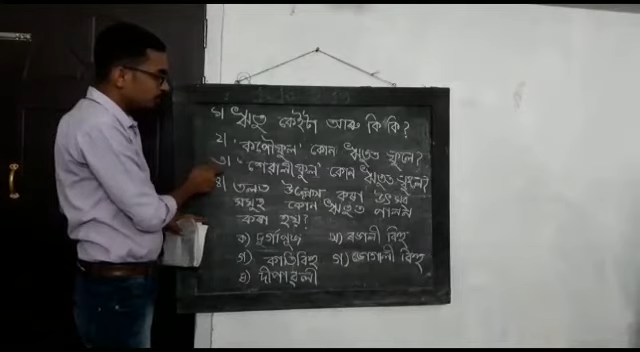 ১। ঋতু কেইটা আৰু কি কি?
২। 'কপৌফুল' কোন ঋতুত ফুলে?
৩। 'শেৱালীফুল' কোন ঋতুত ফুলে?
৪। তলত উল্লেখ কৰা উৎসৱ
সমূহ কোন ঋতুত পালন
কৰা হয়?
ক) দুৰ্গাপূজা খ) ৰঙালী বিহু
গ) কাতিবিহু ঘ) ভোগালী বিহু
ঙ) দীপাৱলী